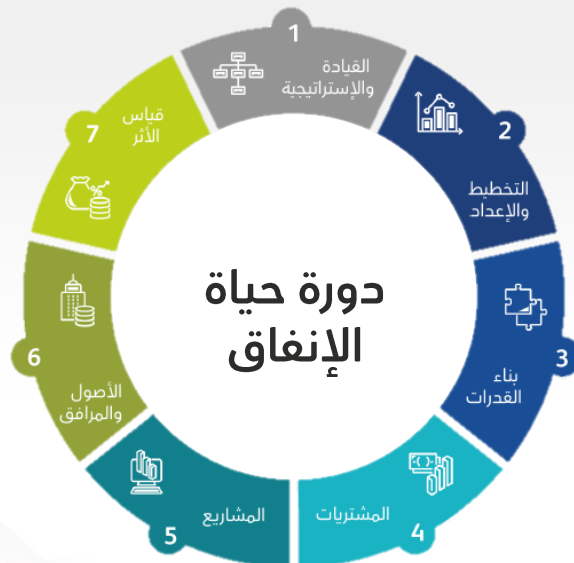 دورة حياة
الإنفاق
1
القيادة
والإستراتيجية
2
التخطيط
والإعداد
3
بناء
القدرات
4
المشتريات
5
المشاريع
6
الأصول
والمرافق
7
قياس
الأثر
%